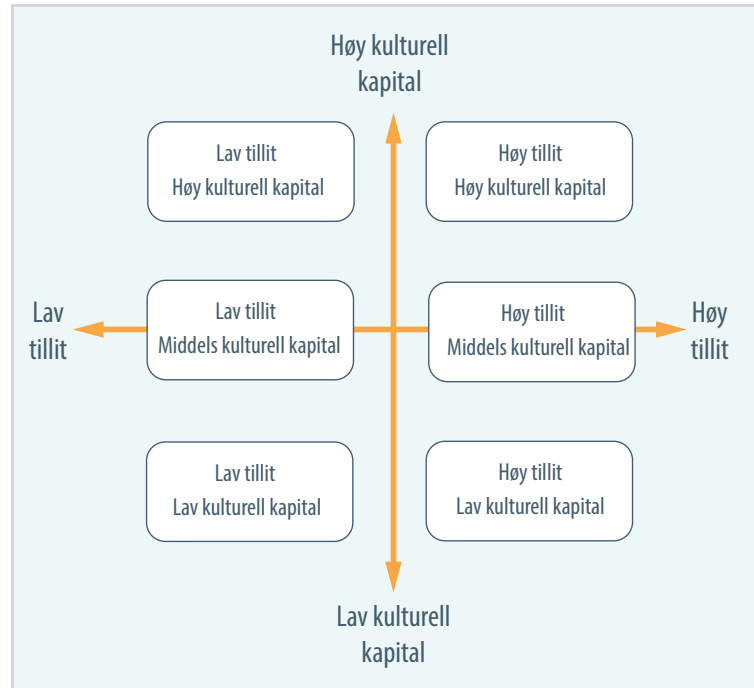 Høy kulturell
kapital
Lav tillit
Høy kulturell kapital
Høy tillit
Høy kulturell kapital
Lav
tillit
Lav tillit
Middels kulturell kapital
Høy tillit
Middels kulturell kapital
Høy
tillit
Lav tillit
Lav kulturell kapital
Høy tillit
Lav kulturell kapital
Lav kulturell
kapital